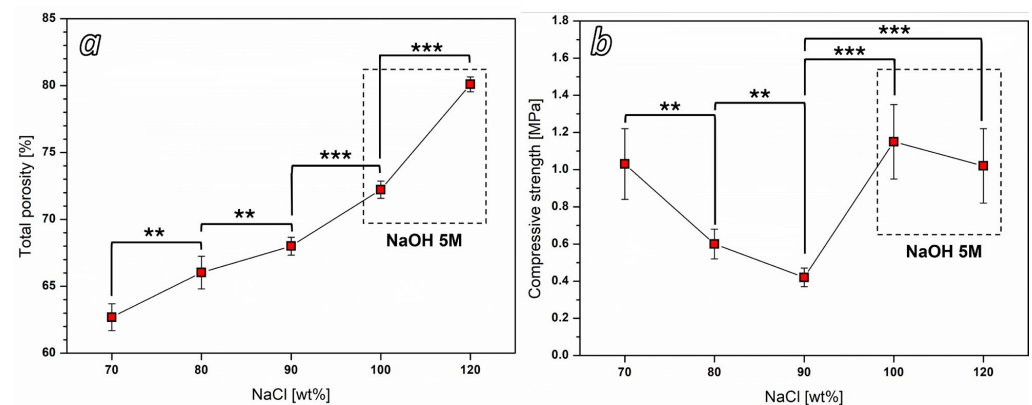 a
Total porosity [%]
85
80
75
70
65
60
**
**
***
***
NaOH 5M
70 80 90 100 120
NaCl [wt%]
b
Compressive strength [MPa]
1.8
1.6
1.4
1.2
1.0
0.8
0.6
0.4
0.2
0.0
**
**
***
***
NaOH 5M
70 80 90 100 120
NaCl [wt%]